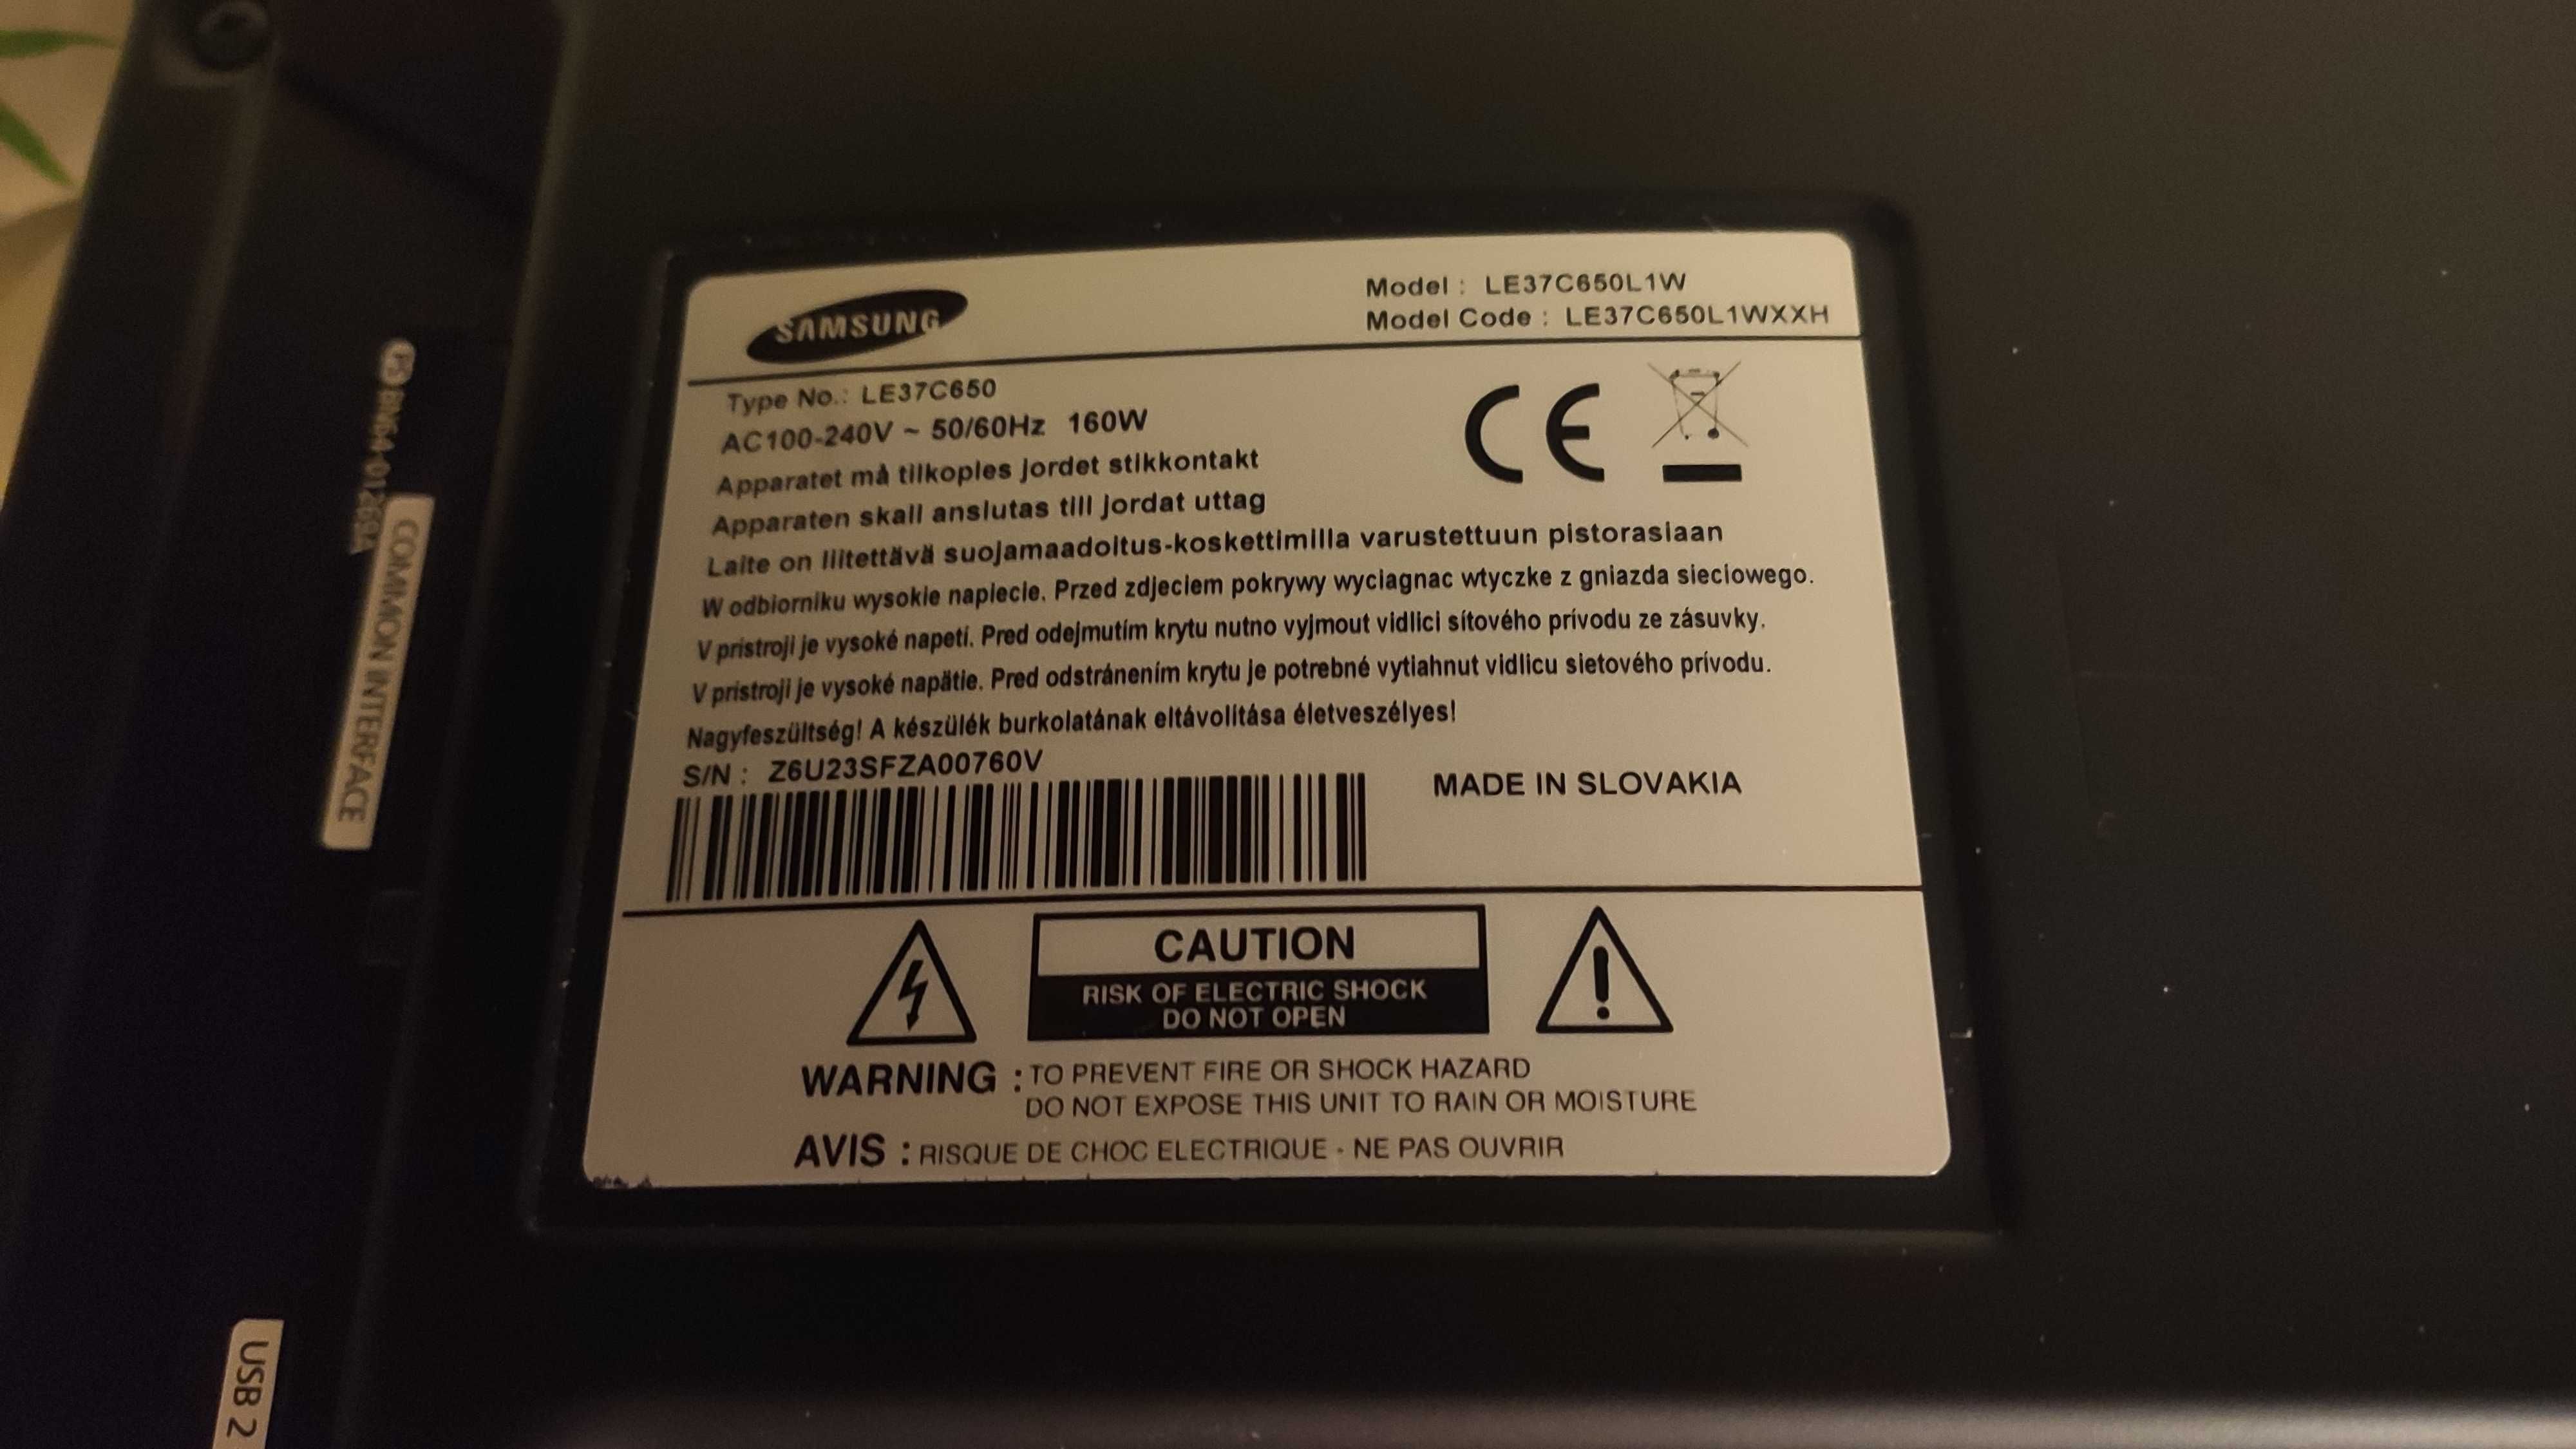 SAMSUNG
Model : LE37C650L1W
Model Code : LE37C650L1WXXH
Type No.: LE37C650
AC100-240V ~ 50/60Hz 160W
Apparatet må tilkoples jordet stikkontakt
Apparaten skall anslutas till jordat uttag
Laite on liitettävä suojamaadoitus-koskettimilla varustettuun pistorasiaan
W odbiorniku wysokie napiecie. Przed zdjeciem pokrywy wyciagnac wtyczke z gniazda sieciowego.
V pristroji je vysoké napetí. Pred odejmutím krytu nutno vyjmout vidlici sítového prívodu ze zásuvky.
V pristroji je vysoké napätie. Pred odstránením krytu je potrebné vytiahnut vidlicu sietového prívodu.
Nagyfeszültség! A készülék burkolatának eltávolítása életveszélyes!
S/N : Z6U23SFZA00760V
MADE IN SLOVAKIA
CAUTION
RISK OF ELECTRIC SHOCK
DO NOT OPEN
WARNING : TO PREVENT FIRE OR SHOCK HAZARD
DO NOT EXPOSE THIS UNIT TO RAIN OR MOISTURE
AVIS : RISQUE DE CHOC ELECTRIQUE - NE PAS OUVRIR
COMMON INTERFACE
USB 2